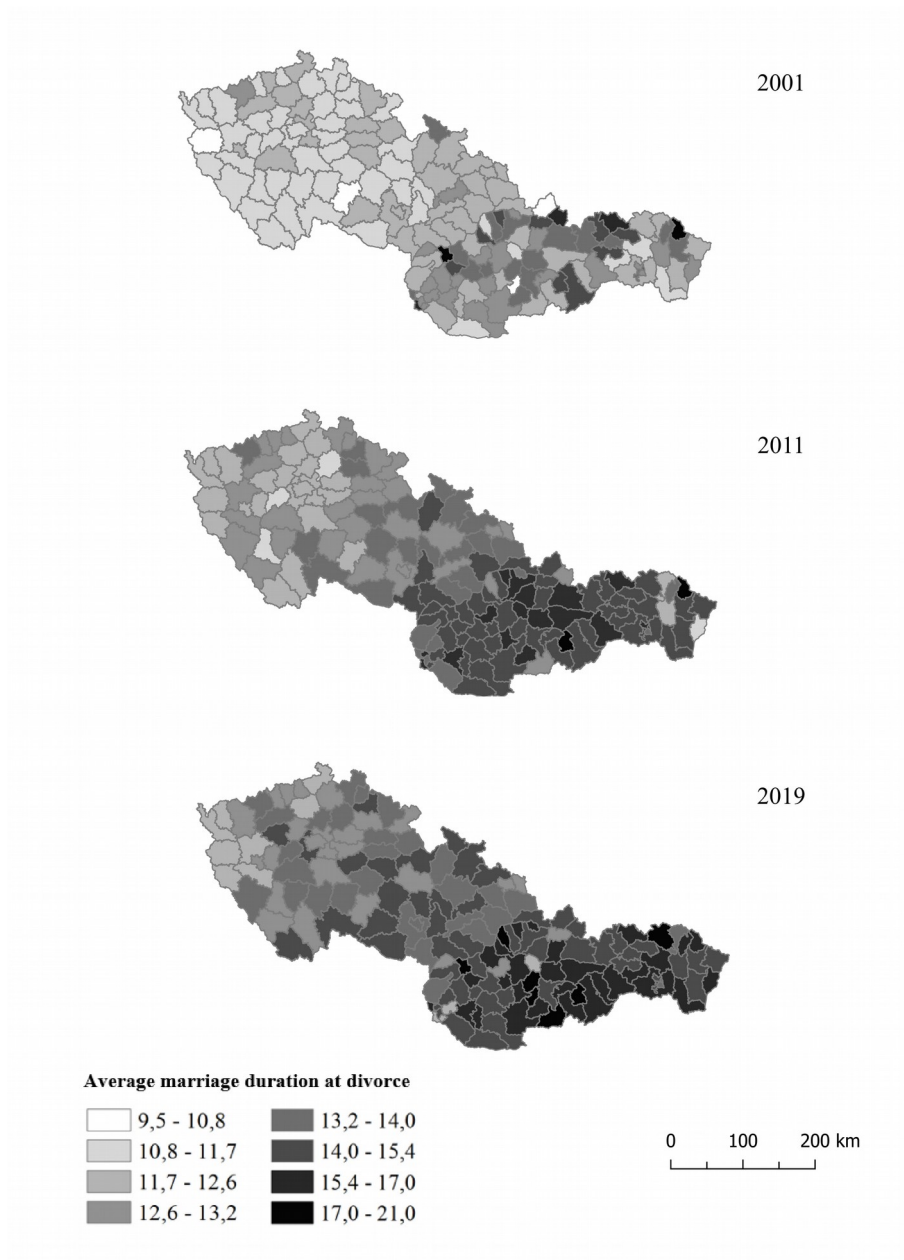 2001
2011
2019
Average marriage duration at divorce
9,5 - 10,8
10,8 - 11,7
11,7 - 12,6
12,6 - 13,2
13,2 - 14,0
14,0 - 15,4
15,4 - 17,0
17,0 - 21,0
0 100 200 km